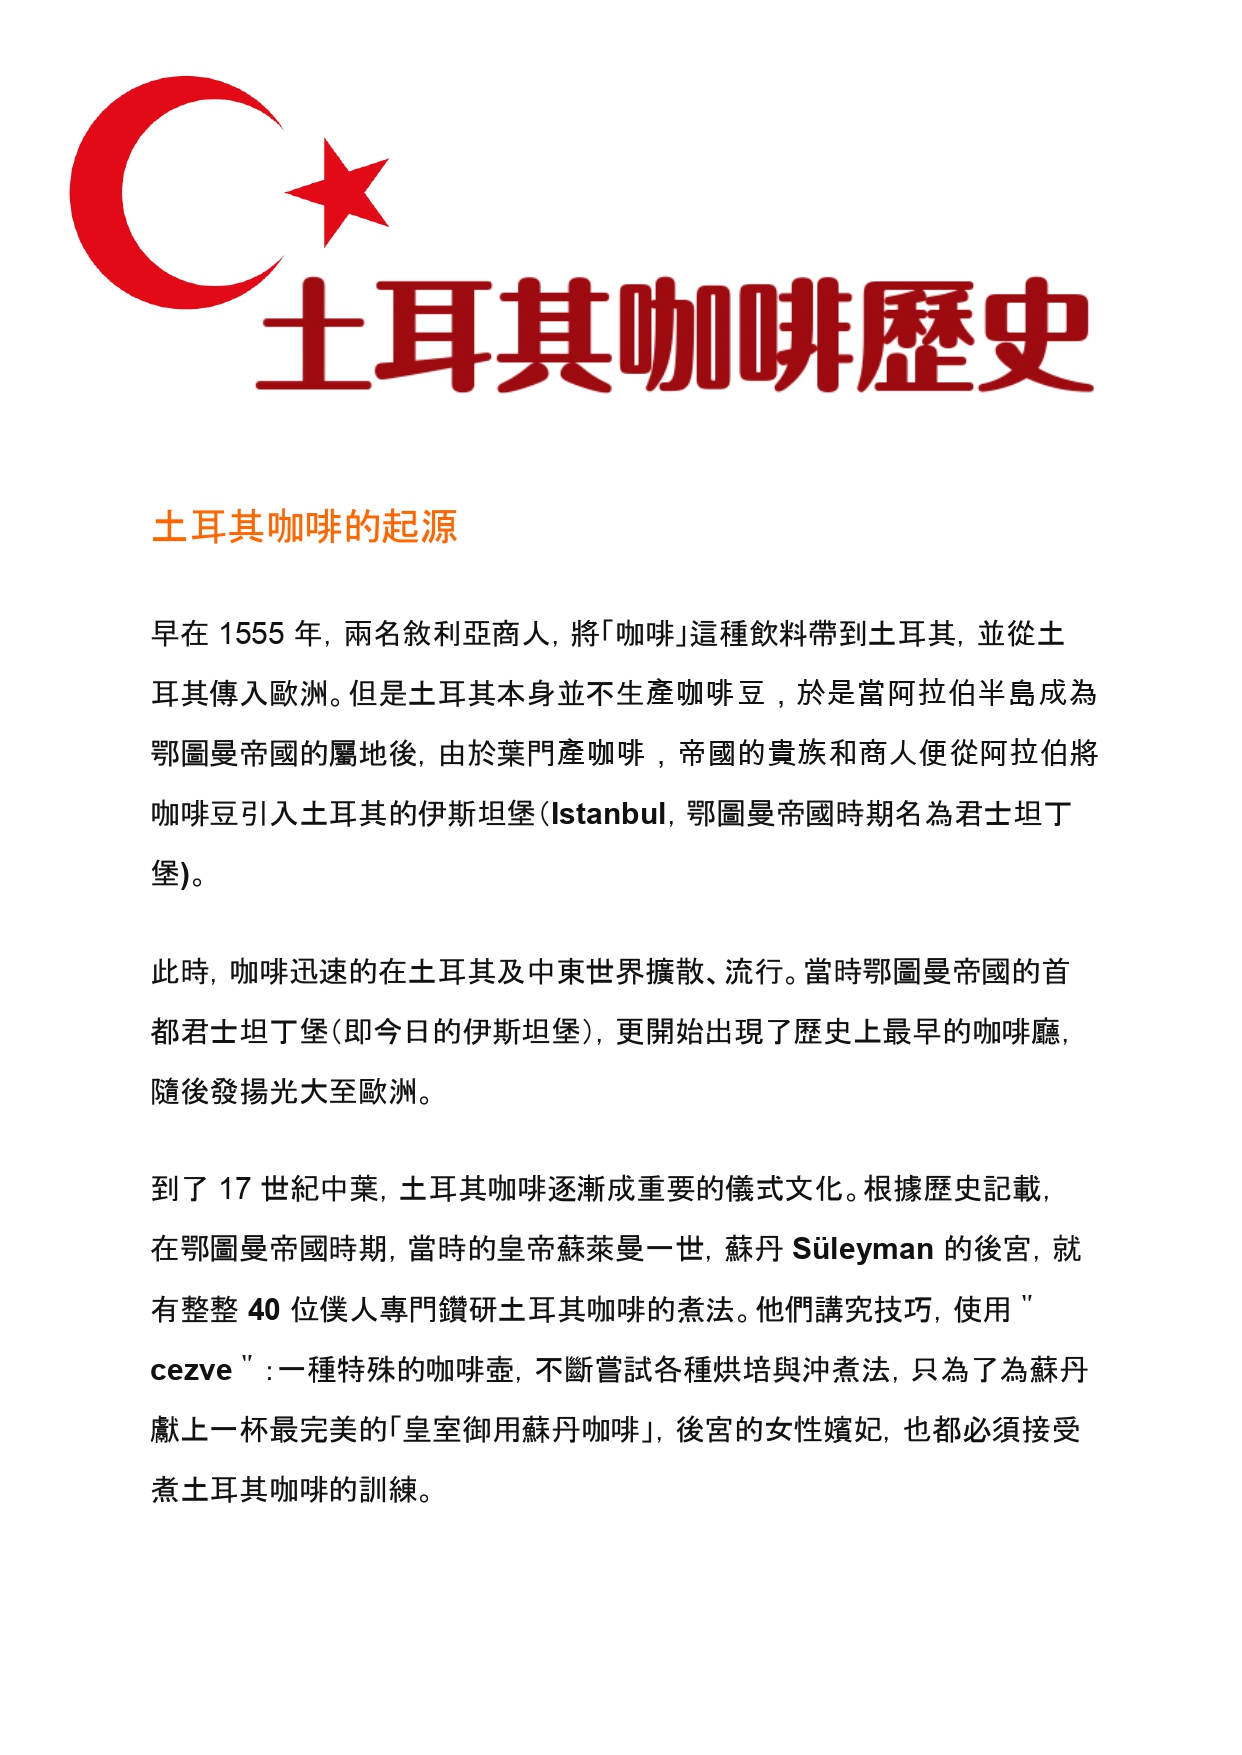 土耳其咖啡歷史
土耳其咖啡的起源
早在 1555 年，兩名敘利亞商人，將「咖啡」這種飲料帶到土耳其，並從土
耳其傳入歐洲。但是土耳其本身並不生產咖啡豆，於是當阿拉伯半島成為
鄂圖曼帝國的屬地後，由於葉門產咖啡，帝國的貴族和商人便從阿拉伯將
咖啡豆引入土耳其的伊斯坦堡（Istanbul，鄂圖曼帝國時期名為君士坦丁
堡)。
此時，咖啡迅速的在土耳其及中東世界擴散、流行。當時鄂圖曼帝國的首
都君士坦丁堡（即今日的伊斯坦堡），更開始出現了歷史上最早的咖啡廳，
隨後發揚光大至歐洲。
到了 17 世紀中葉，土耳其咖啡逐漸成重要的儀式文化。根據歷史記載，
在鄂圖曼帝國時期，當時的皇帝蘇萊曼一世，蘇丹 Süleyman 的後宮，就
有整整 40 位僕人專門鑽研土耳其咖啡的煮法。他們講究技巧，使用 "
cezve "：一種特殊的咖啡壺，不斷嘗試各種烘培與沖煮法，只為了為蘇丹
獻上一杯最完美的「皇室御用蘇丹咖啡」，後宮的女性嬪妃，也都必須接受
煮土耳其咖啡的訓練。